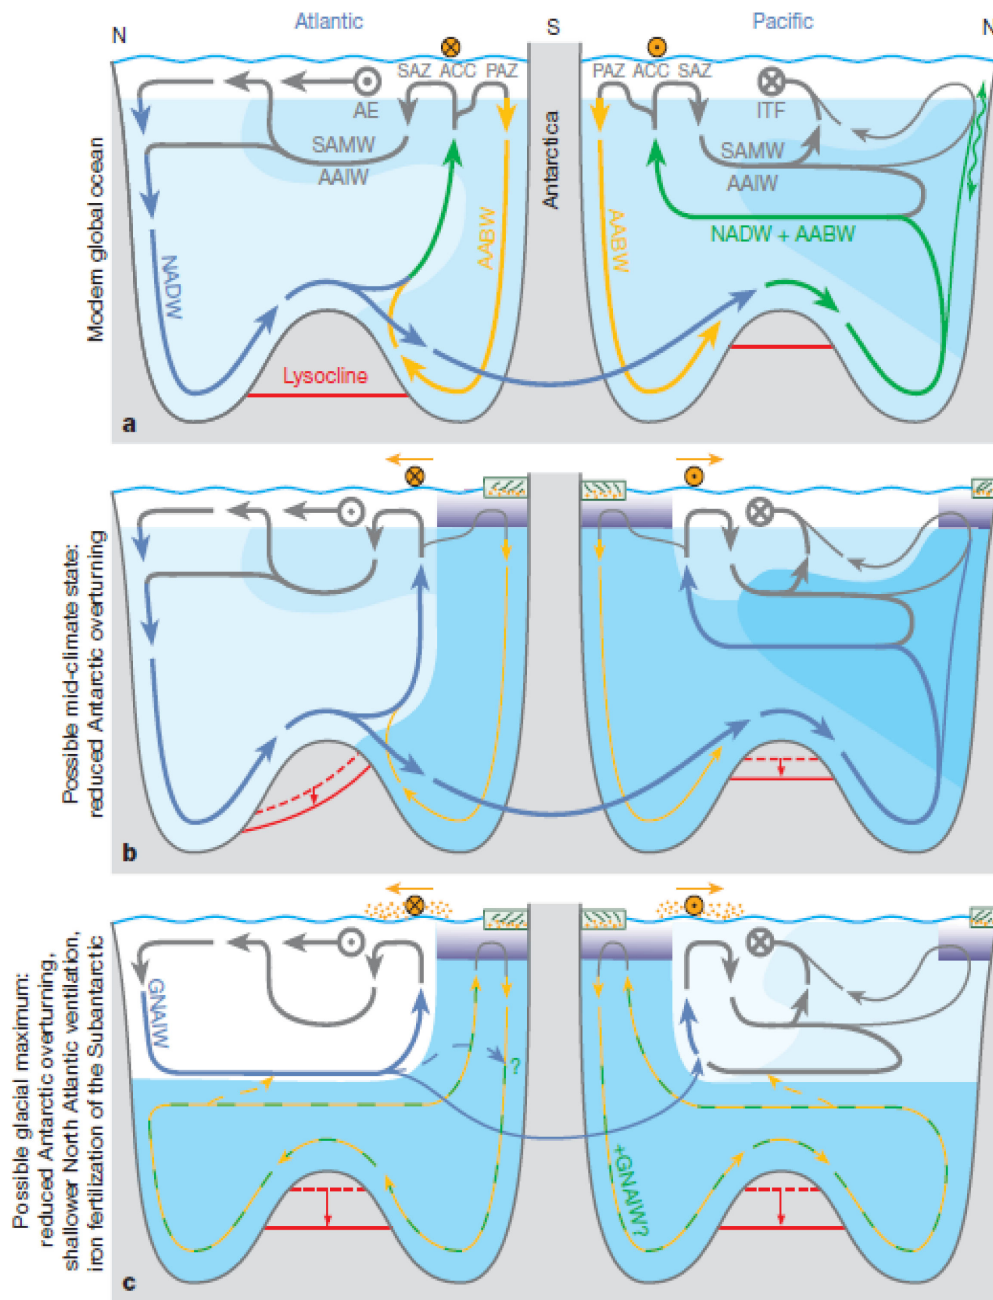 Atlantic
Pacific
N
S
N
SAZ ACC PAZ
PAZ ACC SAZ
AE
ITF
SAMW
AAIW
SAMW
AAIW
NADW
AABW
Antarctica
AABW
NADW + AABW
Lysocline
Modern global ocean
a
Possible mid-climate state:
reduced Antarctic overturning
b
GNAIW
?
+GNAIW?
Possible glacial maximum:
reduced Antarctic overturning,
shallower North Atlantic ventilation,
iron fertilization of the Subantarctic
c